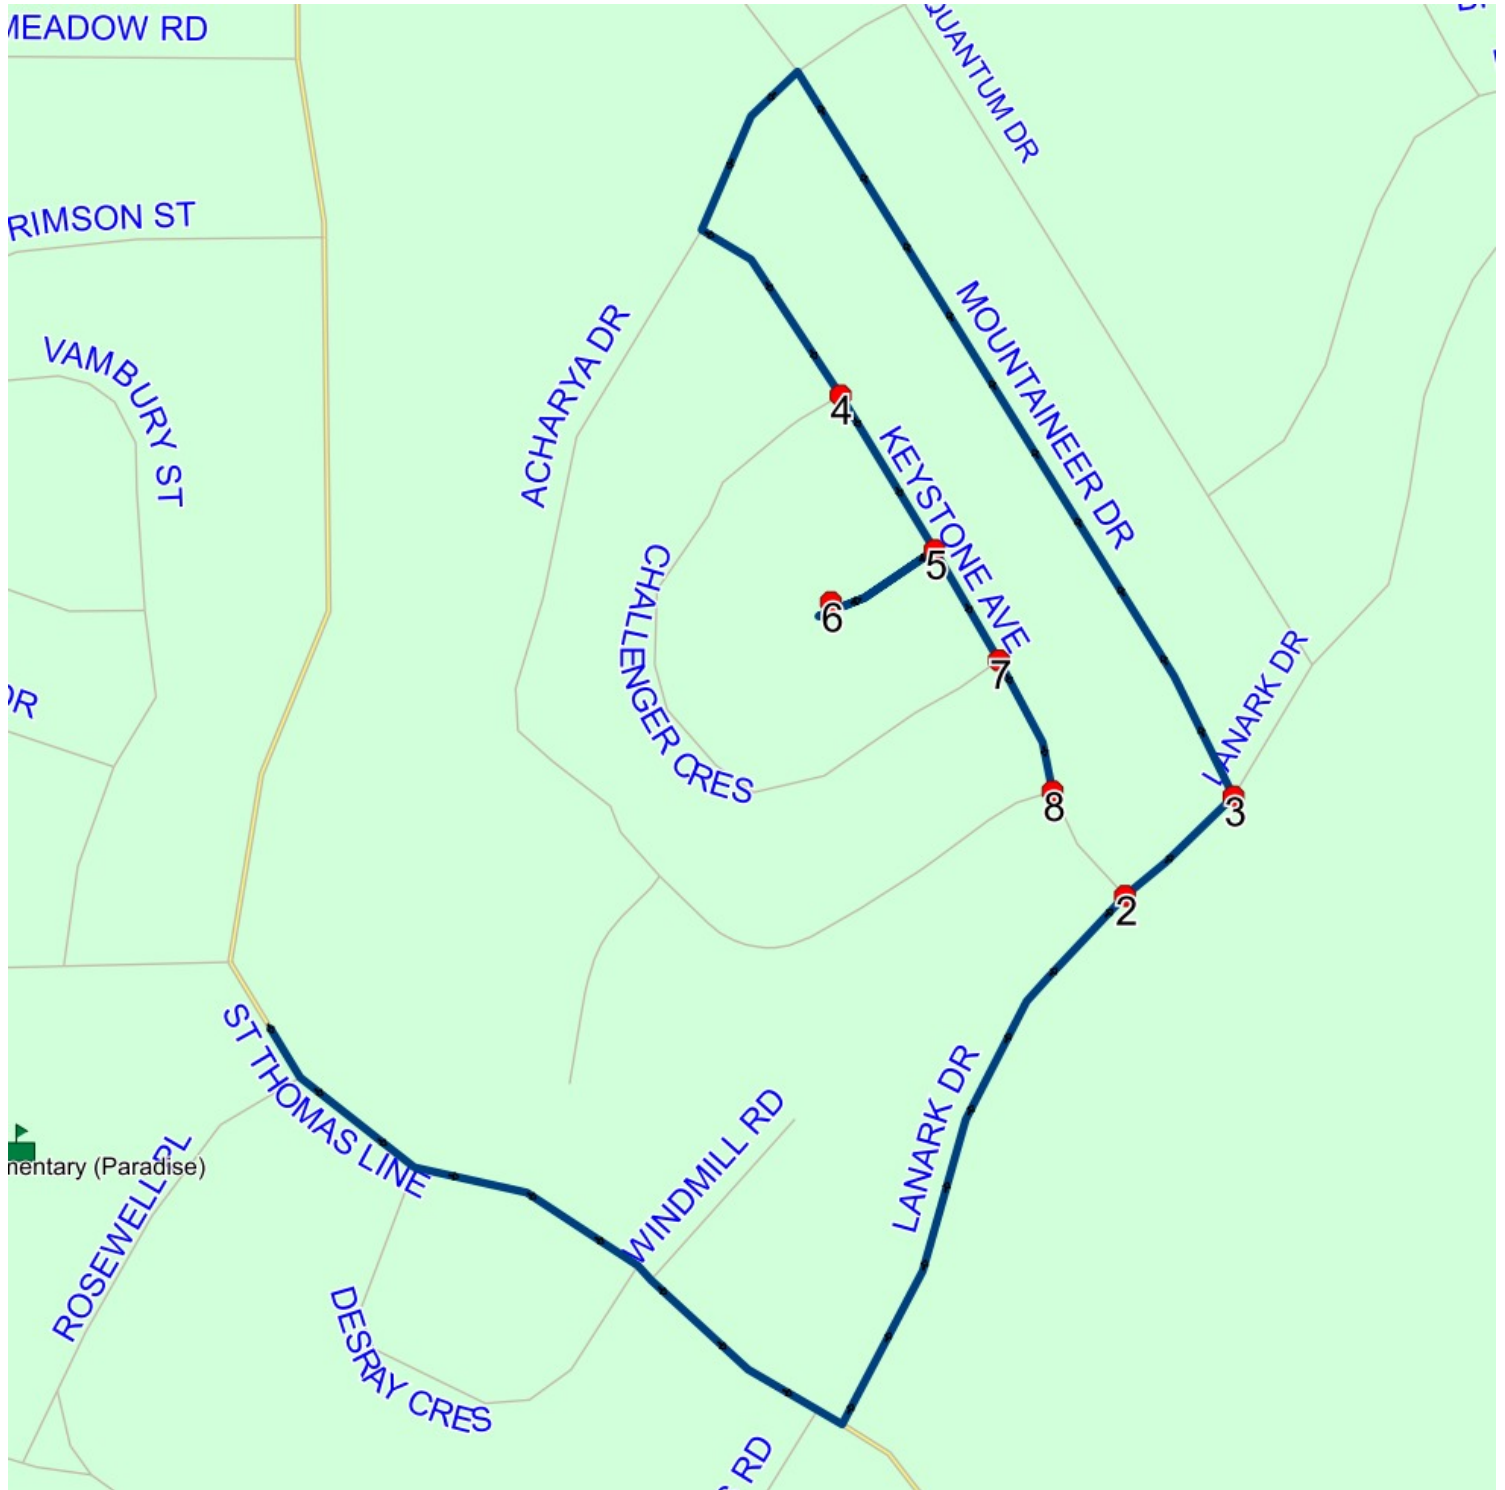 MEADOW RD
QUANTUM DR
RIMSON ST
VAMBURY ST
ACHARYA DR
MOUNTAINEER DR
4
KEYSTONE AVE
5
CHALLENGER CRES
6
7
LANARK DR
DR
8
3
2
ST THOMAS LINE
LANARK DR
WINDMILL RD
mentary (Paradise)
ROSEWELL PL
DESRAY CRES
RD